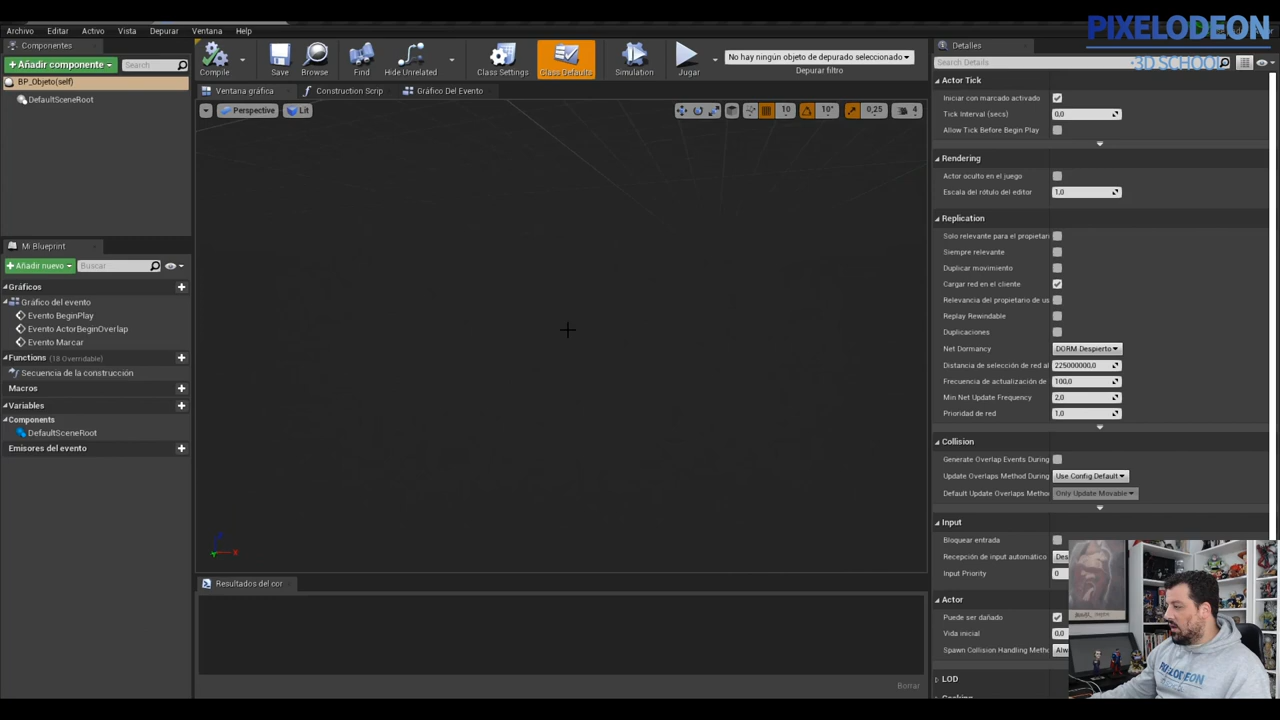 PIXELODEON
3D SCHOOL
Archivo Editar Activo Vista Depurar Ventana Help
Componentes
Añadir componente
Search
BP_Objeto(self)
DefaultSceneRoot
Compile Save Browse Find Hide Unrelated Class Settings Class Defaults Simulation Jugar
No hay ningún objeto de depurado seleccionado
Depurar filtro
Ventana gráfica Construction Scrip Gráfico Del Evento
Perspective Lit
10 10° 0,25 4
X
Mi Blueprint
Añadir nuevo
Buscar
Gráficos
Gráfico del evento
Evento BeginPlay
Evento ActorBeginOverlap
Evento Marcar
Functions (18 Overridable)
Secuencia de la construcción
Macros
Variables
Components
DefaultSceneRoot
Emisores del evento
Resultados del cor
Borrar
Detalles
Search Details
Actor Tick
Iniciar con marcado activado
Tick Interval (secs) 0,0
Allow Tick Before Begin Play
Rendering
Actor oculto en el juego
Escala del rótulo del editor 1,0
Replication
Solo relevante para el propietari
Siempre relevante
Duplicar movimiento
Cargar red en el cliente
Relevancia del propietario de us
Replay Rewindable
Duplicaciones
Net Dormancy DORM Despierto
Distancia de selección de red al 225000000,0
Frecuencia de actualización de 100,0
Min Net Update Frequency 2,0
Prioridad de red 1,0
Collision
Generate Overlap Events During
Update Overlaps Method During Use Config Default
Default Update Overlaps Metho Only Update Movable
Input
Bloquear entrada
Recepción de input automático Des
Input Priority 0
Actor
Puede ser dañado
Vida inicial 0,0
Spawn Collision Handling Metho Alw
LOD
PIXELODEON